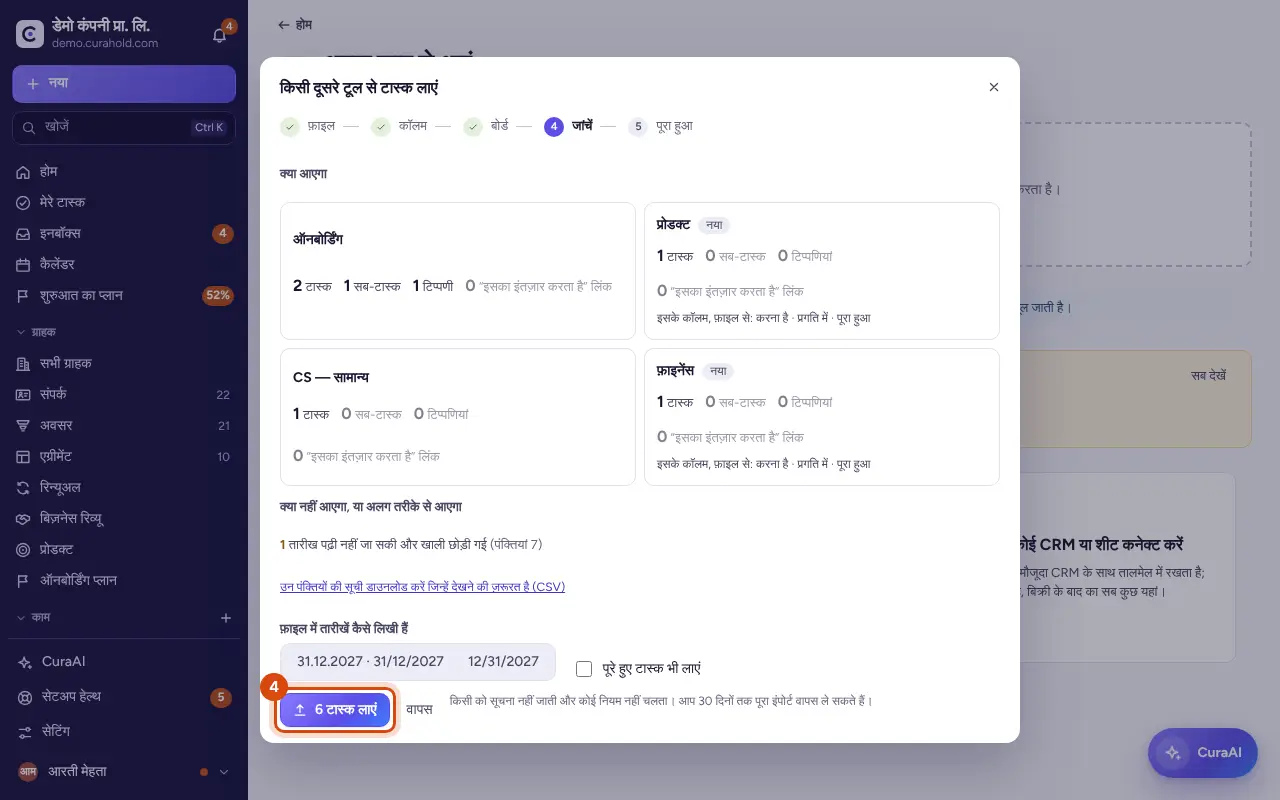 डेमो कंपनी प्रा. लि.
demo.curahold.com
4
नया
खोजें
Ctrl K
होम
मेरे टास्क
इनबॉक्स
4
कैलेंडर
शुरुआत का प्लान
52%
ग्राहक
सभी ग्राहक
संपर्क
22
अवसर
21
एग्रीमेंट
10
रिन्यूअल
बिज़नेस रिव्यू
प्रोडक्ट
ऑनबोर्डिंग प्लान
काम
CuraAI
सेटअप हेल्थ
5
सेटिंग
आम
आरती मेहता
होम
किसी दूसरे टूल से टास्क लाएं
फ़ाइल
कॉलम
बोर्ड
4 जांचें
5 पूरा हुआ
क्या आएगा
ऑनबोर्डिंग
2 टास्क 1 सब-टास्क 1 टिप्पणी 0 "इसका इंतज़ार करता है" लिंक
प्रोडक्ट नया
1 टास्क 0 सब-टास्क 0 टिप्पणियां
0 "इसका इंतज़ार करता है" लिंक
इसके कॉलम, फ़ाइल से: करना है · प्रगति में · पूरा हुआ
CS — सामान्य
1 टास्क 0 सब-टास्क 0 टिप्पणियां
0 "इसका इंतज़ार करता है" लिंक
फ़ाइनेंस नया
1 टास्क 0 सब-टास्क 0 टिप्पणियां
0 "इसका इंतज़ार करता है" लिंक
इसके कॉलम, फ़ाइल से: करना है · प्रगति में · पूरा हुआ
क्या नहीं आएगा, या अलग तरीके से आएगा
1 तारीख पढ़ी नहीं जा सकी और खाली छोड़ी गई (पंक्तियां 7)
उन पंक्तियों की सूची डाउनलोड करें जिन्हें देखने की ज़रूरत है (CSV)
फ़ाइल में तारीखें कैसे लिखी हैं
31.12.2027 · 31/12/2027 12/31/2027
पूरे हुए टास्क भी लाएं
4
6 टास्क लाएं
वापस
किसी को सूचना नहीं जाती और कोई नियम नहीं चलता। आप 30 दिनों तक पूरा इंपोर्ट वापस ले सकते हैं।
करता है।
जाती है।
सब देखें
कोई CRM या शीट कनेक्ट करें
मौजूदा CRM के साथ तालमेल में रखता है;
बिक्री के बाद का सब कुछ यहां।
CuraAI